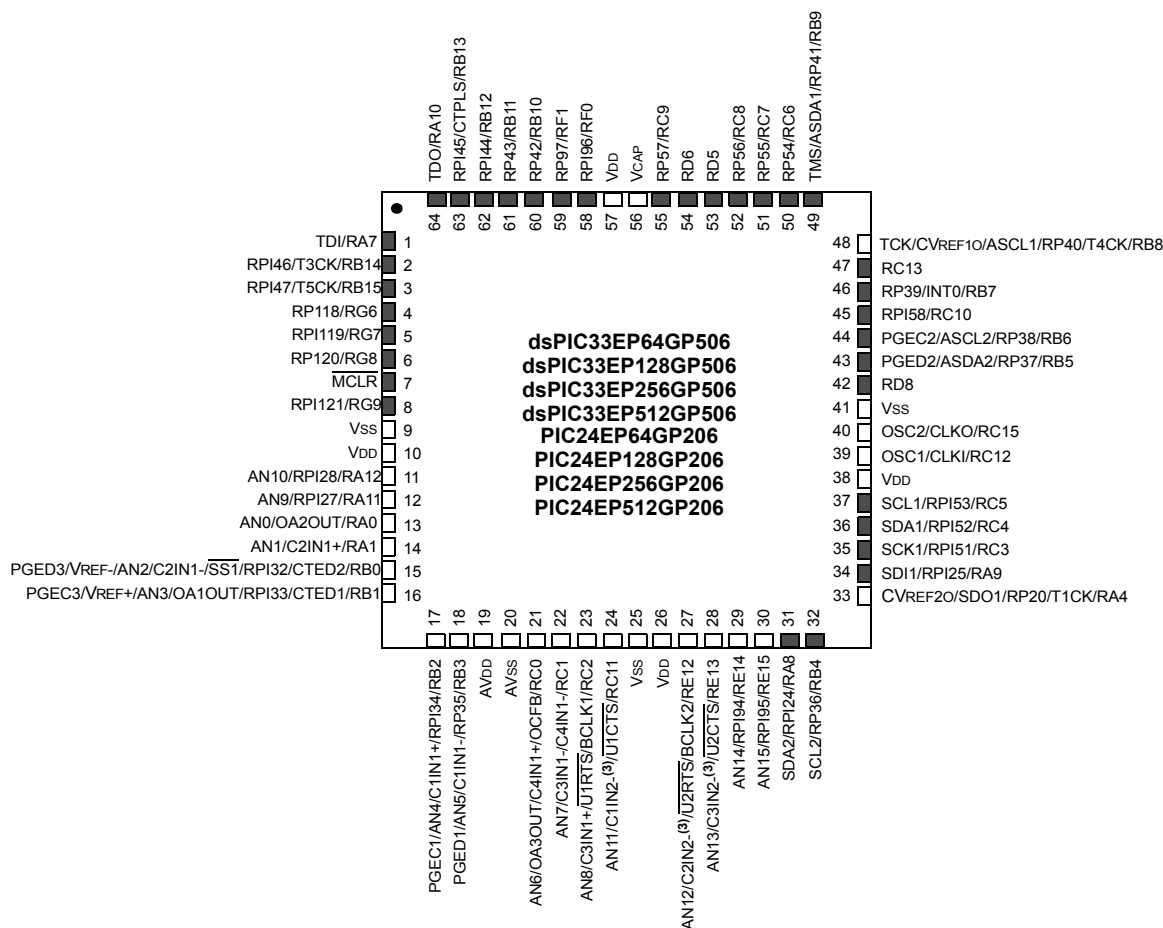 TDO/RA10
RPI45/CTPLS/RB13
RPI44/RB12
RP43/RB11
RP42/RB10
RP97/RF1
RPI96/RF0
VDD
VCAP
RP57/RC9
RD6
RD5
RP56/RC8
RP55/RC7
RP54/RC6
TMS/ASDA1/RP41/RB9
64 63 62 61 60 59 58 57 56 55 54 53 52 51 50 49
TDI/RA7 1
RPI46/T3CK/RB14 2
RPI47/T5CK/RB15 3
RP118/RG6 4
RPI119/RG7 5
RP120/RG8 6
MCLR 7
RPI121/RG9 8
VSS 9
VDD 10
AN10/RPI28/RA12 11
AN9/RPI27/RA11 12
AN0/OA2OUT/RA0 13
AN1/C2IN1+/RA1 14
PGED3/VREF-/AN2/C2IN1-/SS1/RPI32/CTED2/RB0 15
PGEC3/VREF+/AN3/OA1OUT/RPI33/CTED1/RB1 16
dsPIC33EP64GP506
dsPIC33EP128GP506
dsPIC33EP256GP506
dsPIC33EP512GP506
PIC24EP64GP206
PIC24EP128GP206
PIC24EP256GP206
PIC24EP512GP206
48 TCK/CVREF1O/ASCL1/RP40/T4CK/RB8
47 RC13
46 RP39/INT0/RB7
45 RPI58/RC10
44 PGEC2/ASCL2/RP38/RB6
43 PGED2/ASDA2/RP37/RB5
42 RD8
41 VSS
40 OSC2/CLKO/RC15
39 OSC1/CLKI/RC12
38 VDD
37 SCL1/RPI53/RC5
36 SDA1/RPI52/RC4
35 SCK1/RPI51/RC3
34 SDI1/RPI25/RA9
33 CVREF2O/SDO1/RP20/T1CK/RA4
17 18 19 20 21 22 23 24 25 26 27 28 29 30 31 32
PGEC1/AN4/C1IN1+/RPI34/RB2
PGED1/AN5/C1IN1-/RP35/RB3
AVDD
AVSS
AN6/OA3OUT/C4IN1+/OCFB/RC0
AN7/C3IN1-/C4IN1-/RC1
AN8/C3IN1+/U1RTS/BCLK1/RC2
AN11/C1IN2-(3)/U1CTS/RC11
VSS
VDD
AN12/C2IN2-(3)/U2RTS/BCLK2/RE12
AN13/C3IN2-(3)/U2CTS/RE13
AN14/RPI94/RE14
AN15/RPI95/RE15
SDA2/RPI24/RA8
SCL2/RP36/RB4